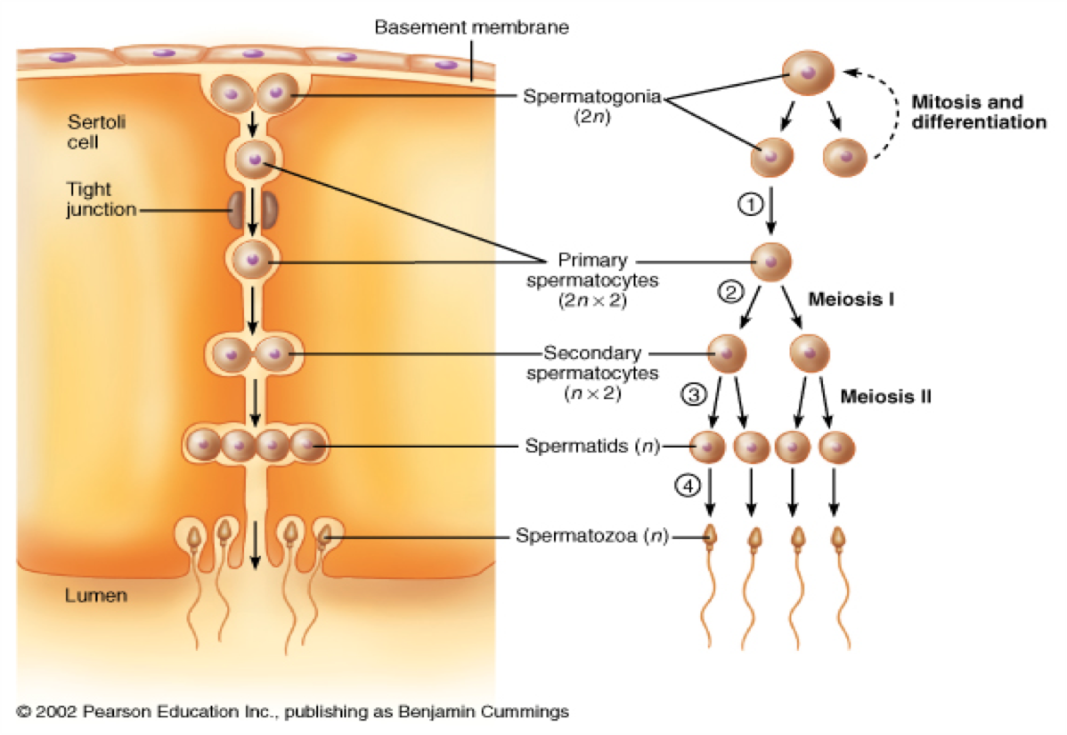 Basement membrane
Spermatogonia
(2n)
Mitosis and
differentiation
Sertoli
cell
Tight
junction
1
Primary
spermatocytes
(2n × 2)
2
Meiosis I
Secondary
spermatocytes
(n × 2)
3
Meiosis II
Spermatids (n)
4
Spermatozoa (n)
Lumen
© 2002 Pearson Education Inc., publishing as Benjamin Cummings